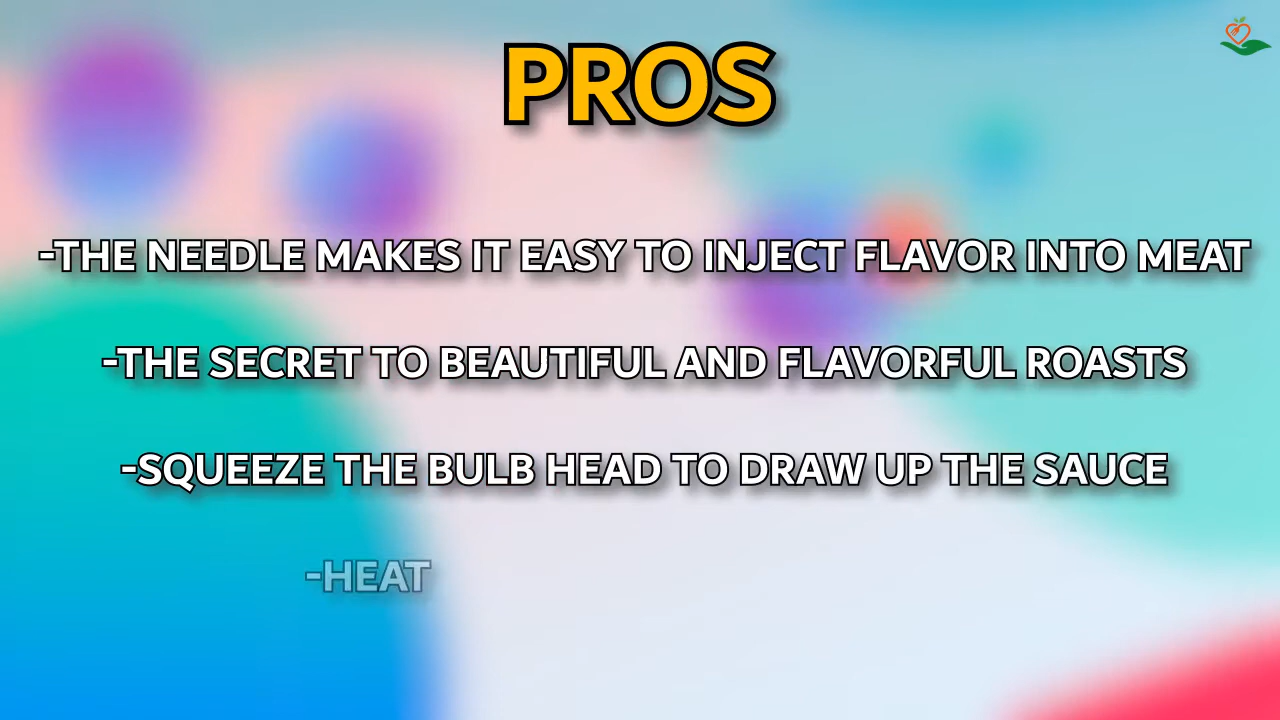 PROS
-THE NEEDLE MAKES IT EASY TO INJECT FLAVOR INTO MEAT
-THE SECRET TO BEAUTIFUL AND FLAVORFUL ROASTS
-SQUEEZE THE BULB HEAD TO DRAW UP THE SAUCE
-HEAT